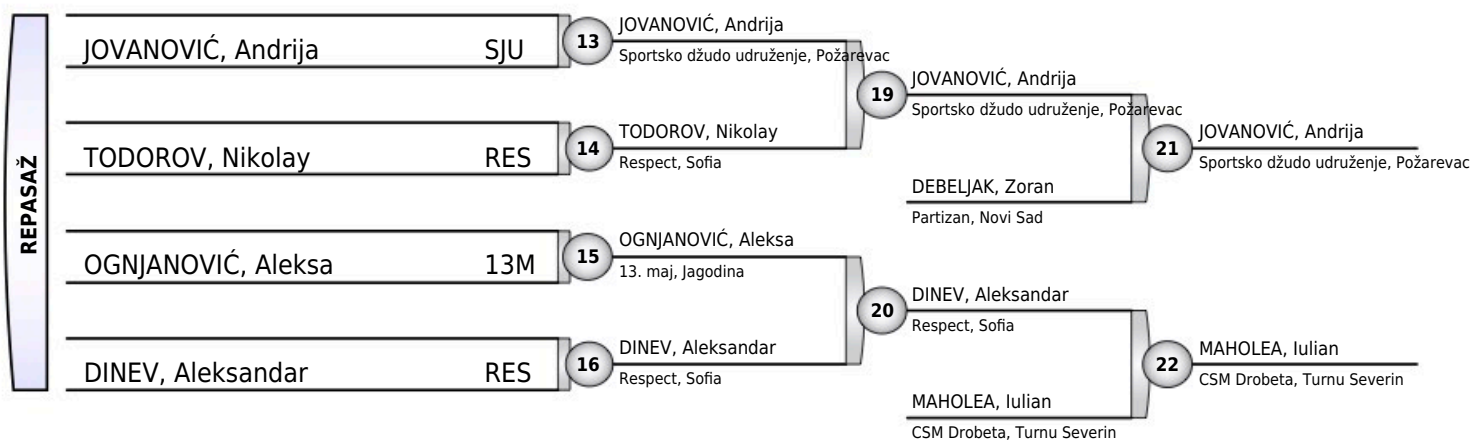 REPASAŽ
JOVANOVIĆ, Andrija SJU
TODOROV, Nikolay RES
OGNJANOVIĆ, Aleksa 13M
DINEV, Aleksandar RES
13
JOVANOVIĆ, Andrija
Sportsko džudo udruženje, Požarevac
14
TODOROV, Nikolay
Respect, Sofia
15
OGNJANOVIĆ, Aleksa
13. maj, Jagodina
16
DINEV, Aleksandar
Respect, Sofia
19
JOVANOVIĆ, Andrija
Sportsko džudo udruženje, Požarevac
DEBELJAK, Zoran
Partizan, Novi Sad
20
DINEV, Aleksandar
Respect, Sofia
MAHOLEA, Iulian
CSM Drobeta, Turnu Severin
21
JOVANOVIĆ, Andrija
Sportsko džudo udruženje, Požarevac
22
MAHOLEA, Iulian
CSM Drobeta, Turnu Severin